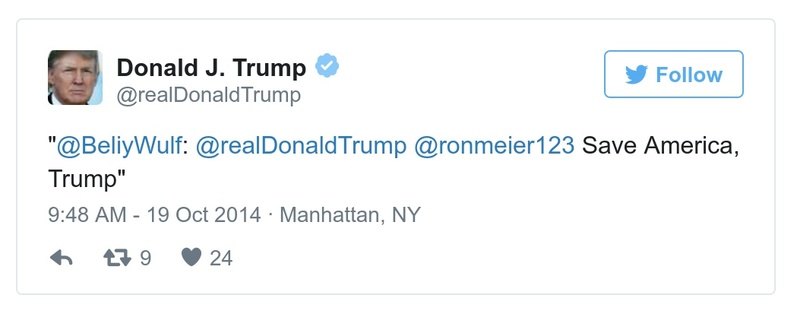 Donald J. Trump
@realDonaldTrump
Follow
"@BeliyWulf: @realDonaldTrump @ronmeier123 Save America,
Trump"
9:48 AM - 19 Oct 2014 · Manhattan, NY
9 24